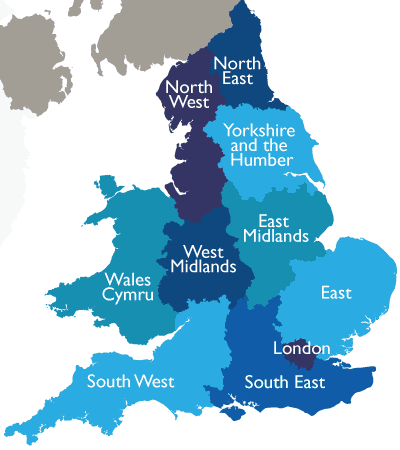 North
East
North
West
Yorkshire
and the
Humber
East
Midlands
West
Midlands
Wales
Cymru
East
London
South West
South East